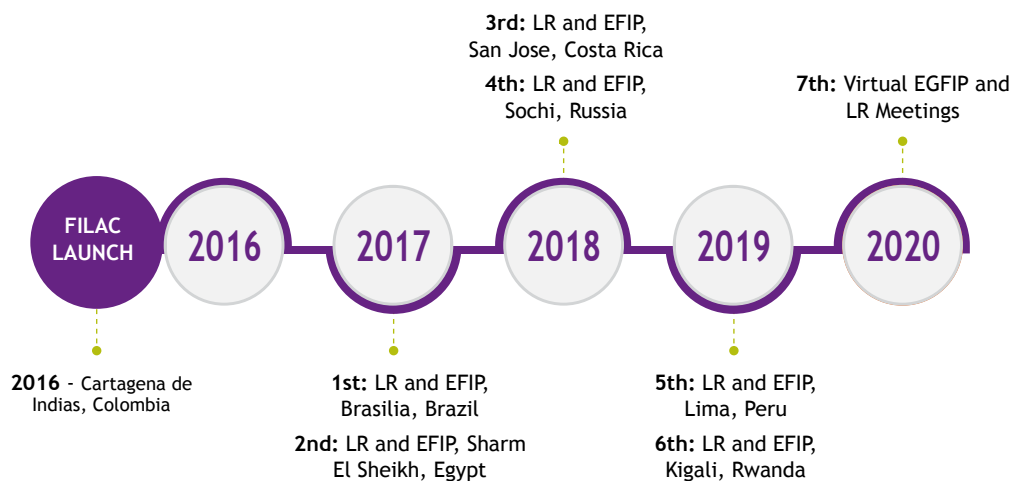 3rd: LR and EFIP,
San Jose, Costa Rica
4th: LR and EFIP,
Sochi, Russia
7th: Virtual EGFIP and
LR Meetings
FILAC
LAUNCH
2016
2017
2018
2019
2020
2016 - Cartagena de
Indias, Colombia
1st: LR and EFIP,
Brasilia, Brazil
2nd: LR and EFIP, Sharm
El Sheikh, Egypt
5th: LR and EFIP,
Lima, Peru
6th: LR and EFIP,
Kigali, Rwanda